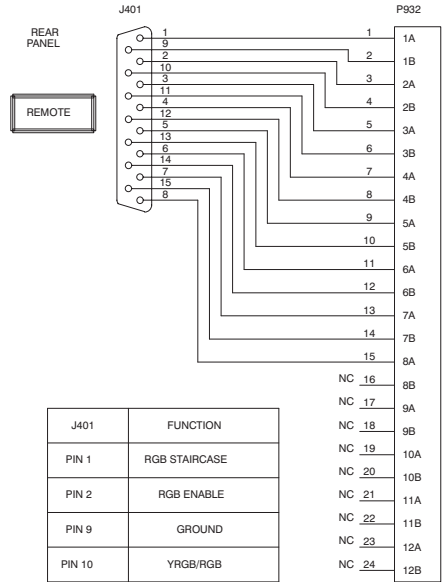 J401
P932
REAR
PANEL
REMOTE
1
9
2
10
3
11
4
12
5
13
6
14
7
15
8
1 1A
2 1B
3 2A
4 2B
5 3A
6 3B
7 4A
8 4B
9 5A
10 5B
11 6A
12 6B
13 7A
14 7B
15 8A
NC 16 8B
NC 17 9A
NC 18 9B
NC 19 10A
NC 20 10B
NC 21 11A
NC 22 11B
NC 23 12A
NC 24 12B
J401 FUNCTION
PIN 1 RGB STAIRCASE
PIN 2 RGB ENABLE
PIN 9 GROUND
PIN 10 YRGB/RGB